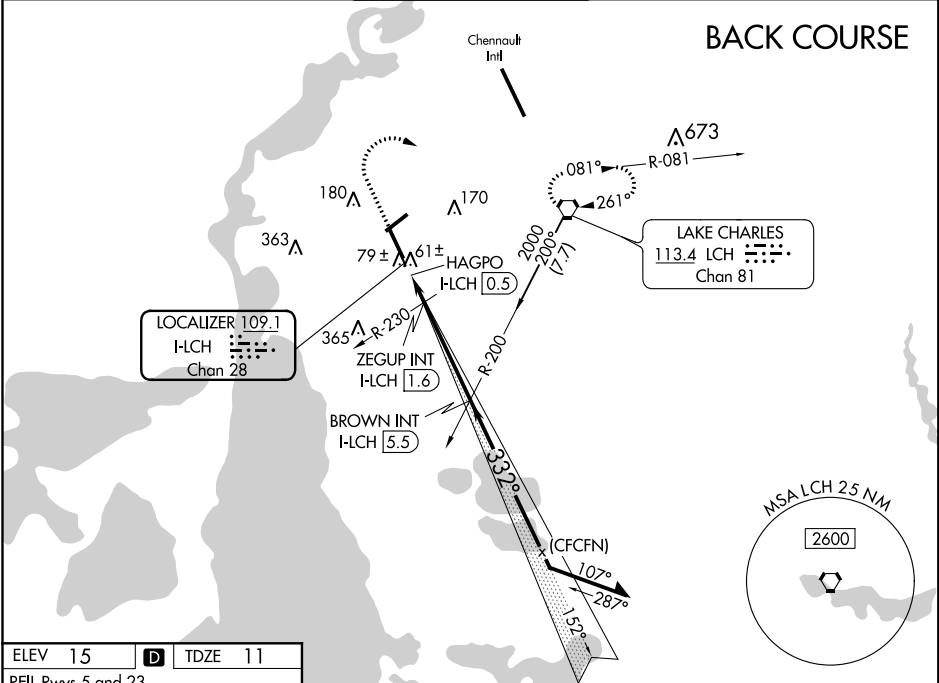 BACK COURSE
Chennault
Intl
673
R-081
081°
261°
180
170
363
79 ±
61±
HAGPO
I-LCH 0.5
2000
200°
(7.7)
LAKE CHARLES
113.4 LCH
Chan 81
LOCALIZER 109.1
I-LCH
Chan 28
365
R-230
ZEGUP INT
I-LCH 1.6
R-200
BROWN INT
I-LCH 5.5
332°
(CFCFN)
107°
287°
152°
MSA LCH 25 NM
2600
ELEV 15 D TDZE 11
REIL Rwys 5 and 23